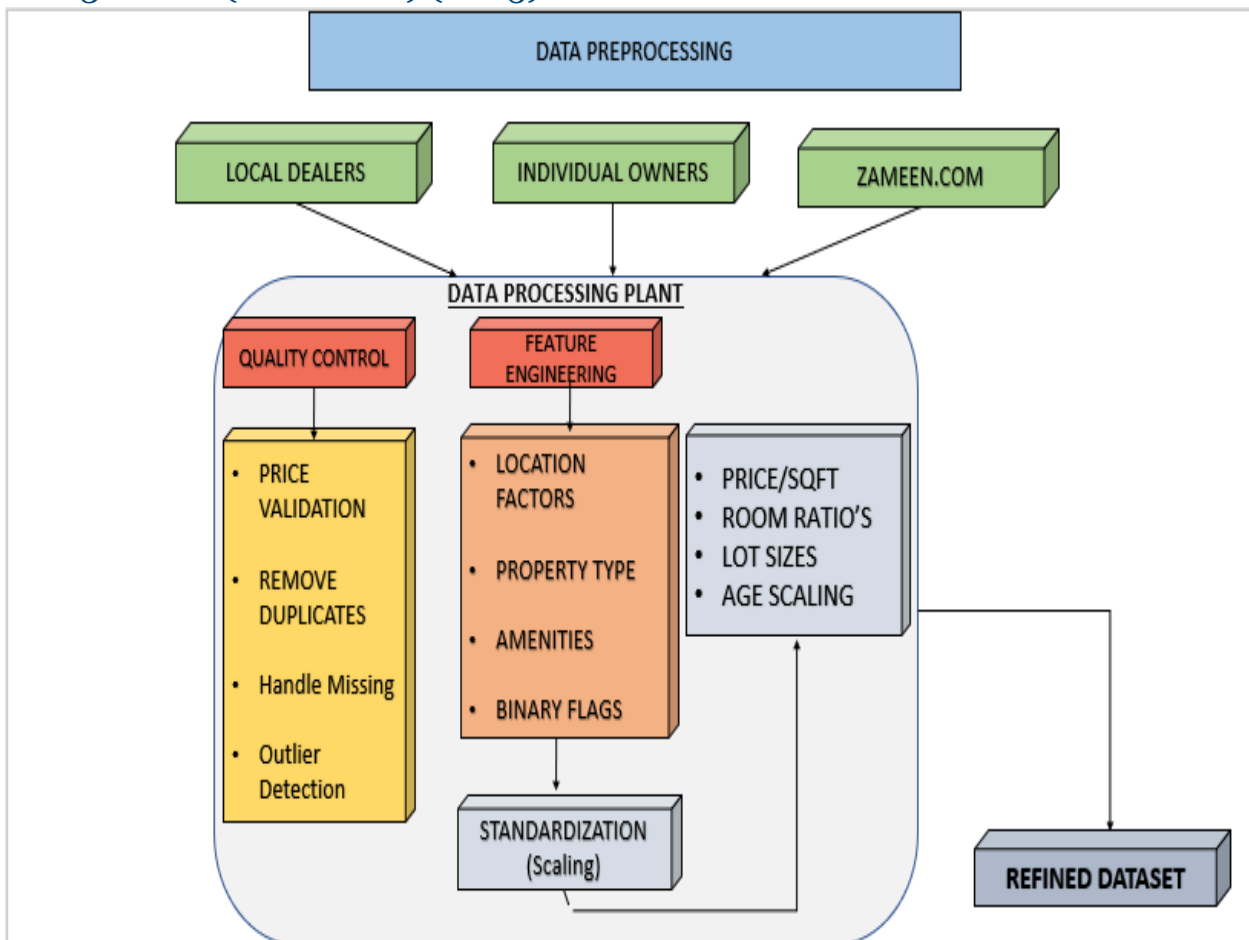 DATA PREPROCESSING
LOCAL DEALERS
INDIVIDUAL OWNERS
ZAMEEN.COM
DATA PROCESSING PLANT
QUALITY CONTROL
FEATURE
ENGINEERING
• PRICE
VALIDATION
• REMOVE
DUPLICATES
• Handle Missing
• Outlier
Detection
• LOCATION
FACTORS
• PROPERTY TYPE
• AMENITIES
• BINARY FLAGS
• PRICE/SQFT
• ROOM RATIO’S
• LOT SIZES
• AGE SCALING
STANDARDIZATION
(Scaling)
REFINED DATASET